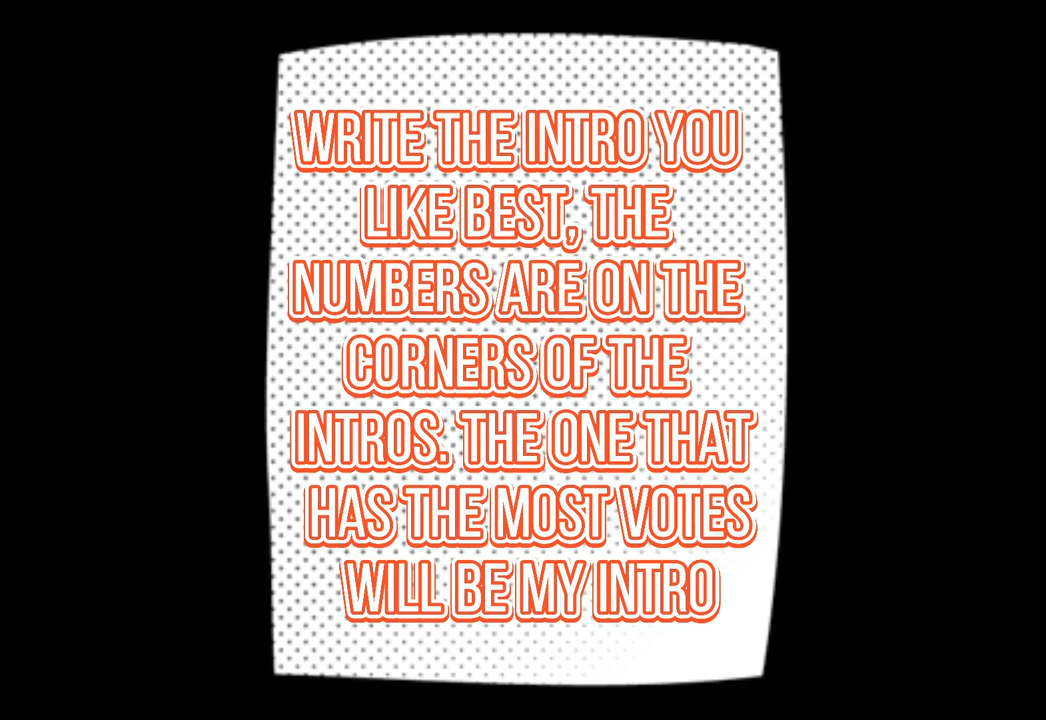 WRITE THE INTRO YOU
LIKE BEST, THE
NUMBERS ARE ON THE
CORNERS OF THE
INTROS. THE ONE THAT
HAS THE MOST VOTES
WILL BE MY INTRO